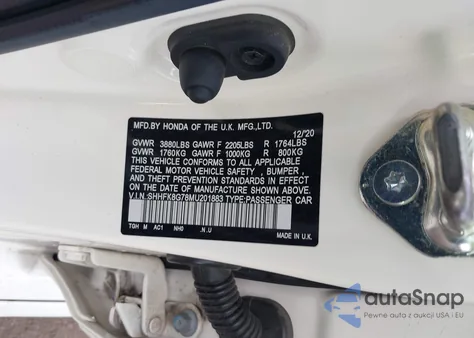 MFD.BY HONDA OF THE U.K. MFG.,LTD. 12/20
GVWR 3880LBS GAWR F 2205LBS R 1764LBS
GVWR 1760KG GAWR F 1000KG R 800KG
THIS VEHICLE CONFORMS TO ALL APPLICABLE
FEDERAL MOTOR VEHICLE SAFETY , BUMPER ,
AND THEFT PREVENTION STANDARDS IN EFFECT
ON THE DATE OF MANUFACTURE SHOWN ABOVE.
V.I.N.:SHHFK8G78MU201883 TYPE:PASSENGER CAR
TGH M AC1 NH0 .N.U MADE IN U.K.
autoSnap
Pewne auta z aukcji USA i EU